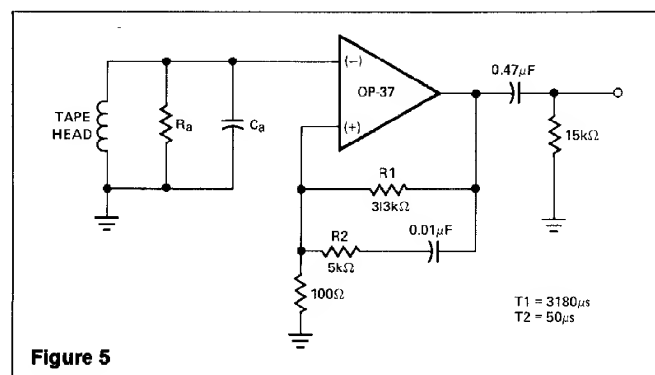 (−)
OP-37
(+)
0.47µF
TAPE
HEAD
Ra
Ca
15kΩ
R1
3I3kΩ
R2
5kΩ
0.01µF
100Ω
T1 = 3180µs
T2 = 50µs
Figure 5